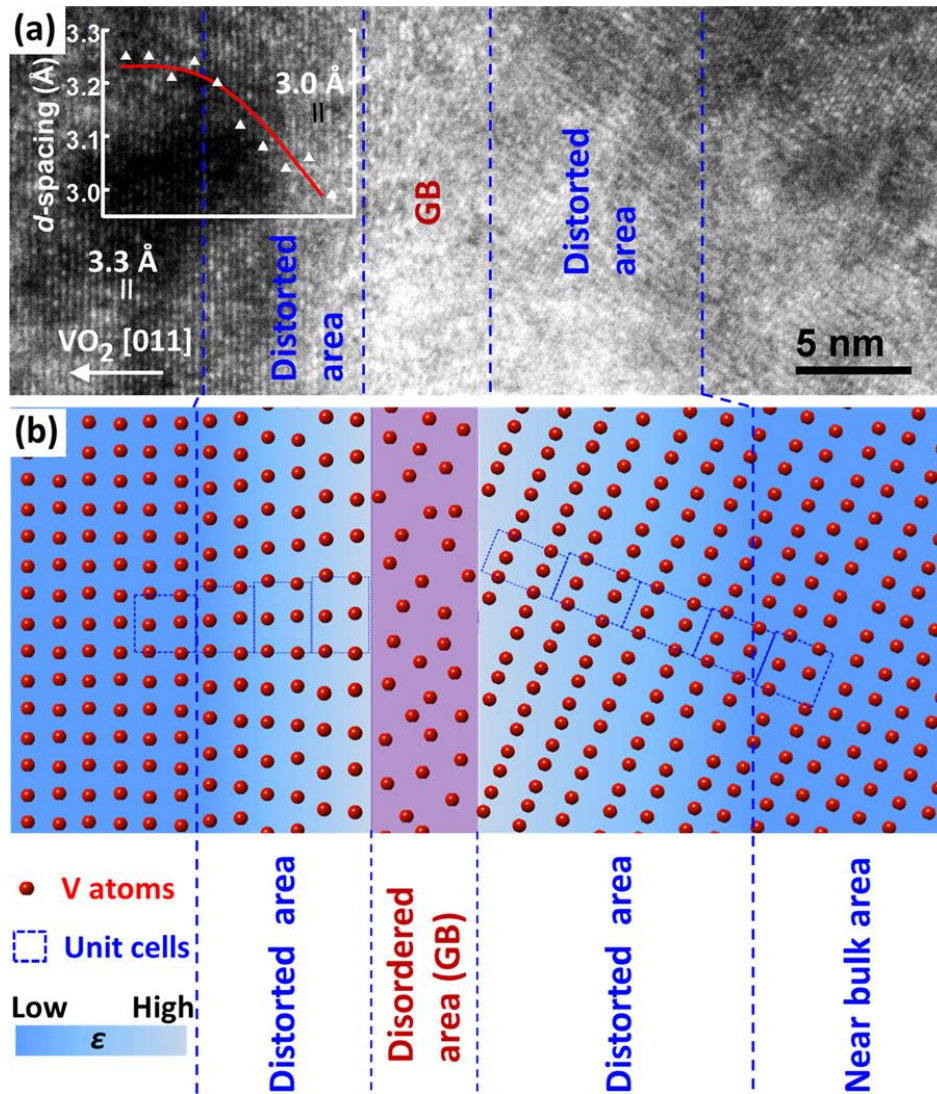 (a)
3.3
3.2
3.1
3.0
d-spacing (Å)
3.0 Å
=
3.3 Å
=
VO2 [011]
Distorted
area
GB
Distorted
area
5 nm
(b)
V atoms
Unit cells
Low High
ε
Distorted area
Disordered
area (GB)
Distorted area
Near bulk area